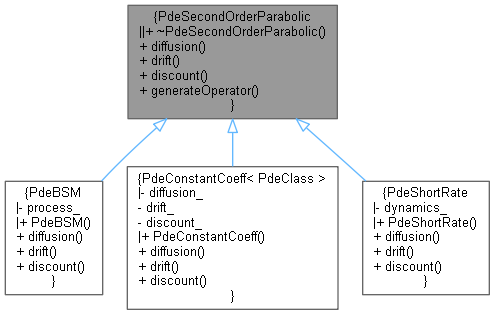 {PdeSecondOrderParabolic
||+ ~PdeSecondOrderParabolic()
+ diffusion()
+ drift()
+ discount()
+ generateOperator()
}
{PdeBSM
|- process_
|+ PdeBSM()
+ diffusion()
+ drift()
+ discount()
}
{PdeConstantCoeff< PdeClass >
|- diffusion_
- drift_
- discount_
|+ PdeConstantCoeff()
+ diffusion()
+ drift()
+ discount()
}
{PdeShortRate
|- dynamics_
|+ PdeShortRate()
+ diffusion()
+ drift()
+ discount()
}